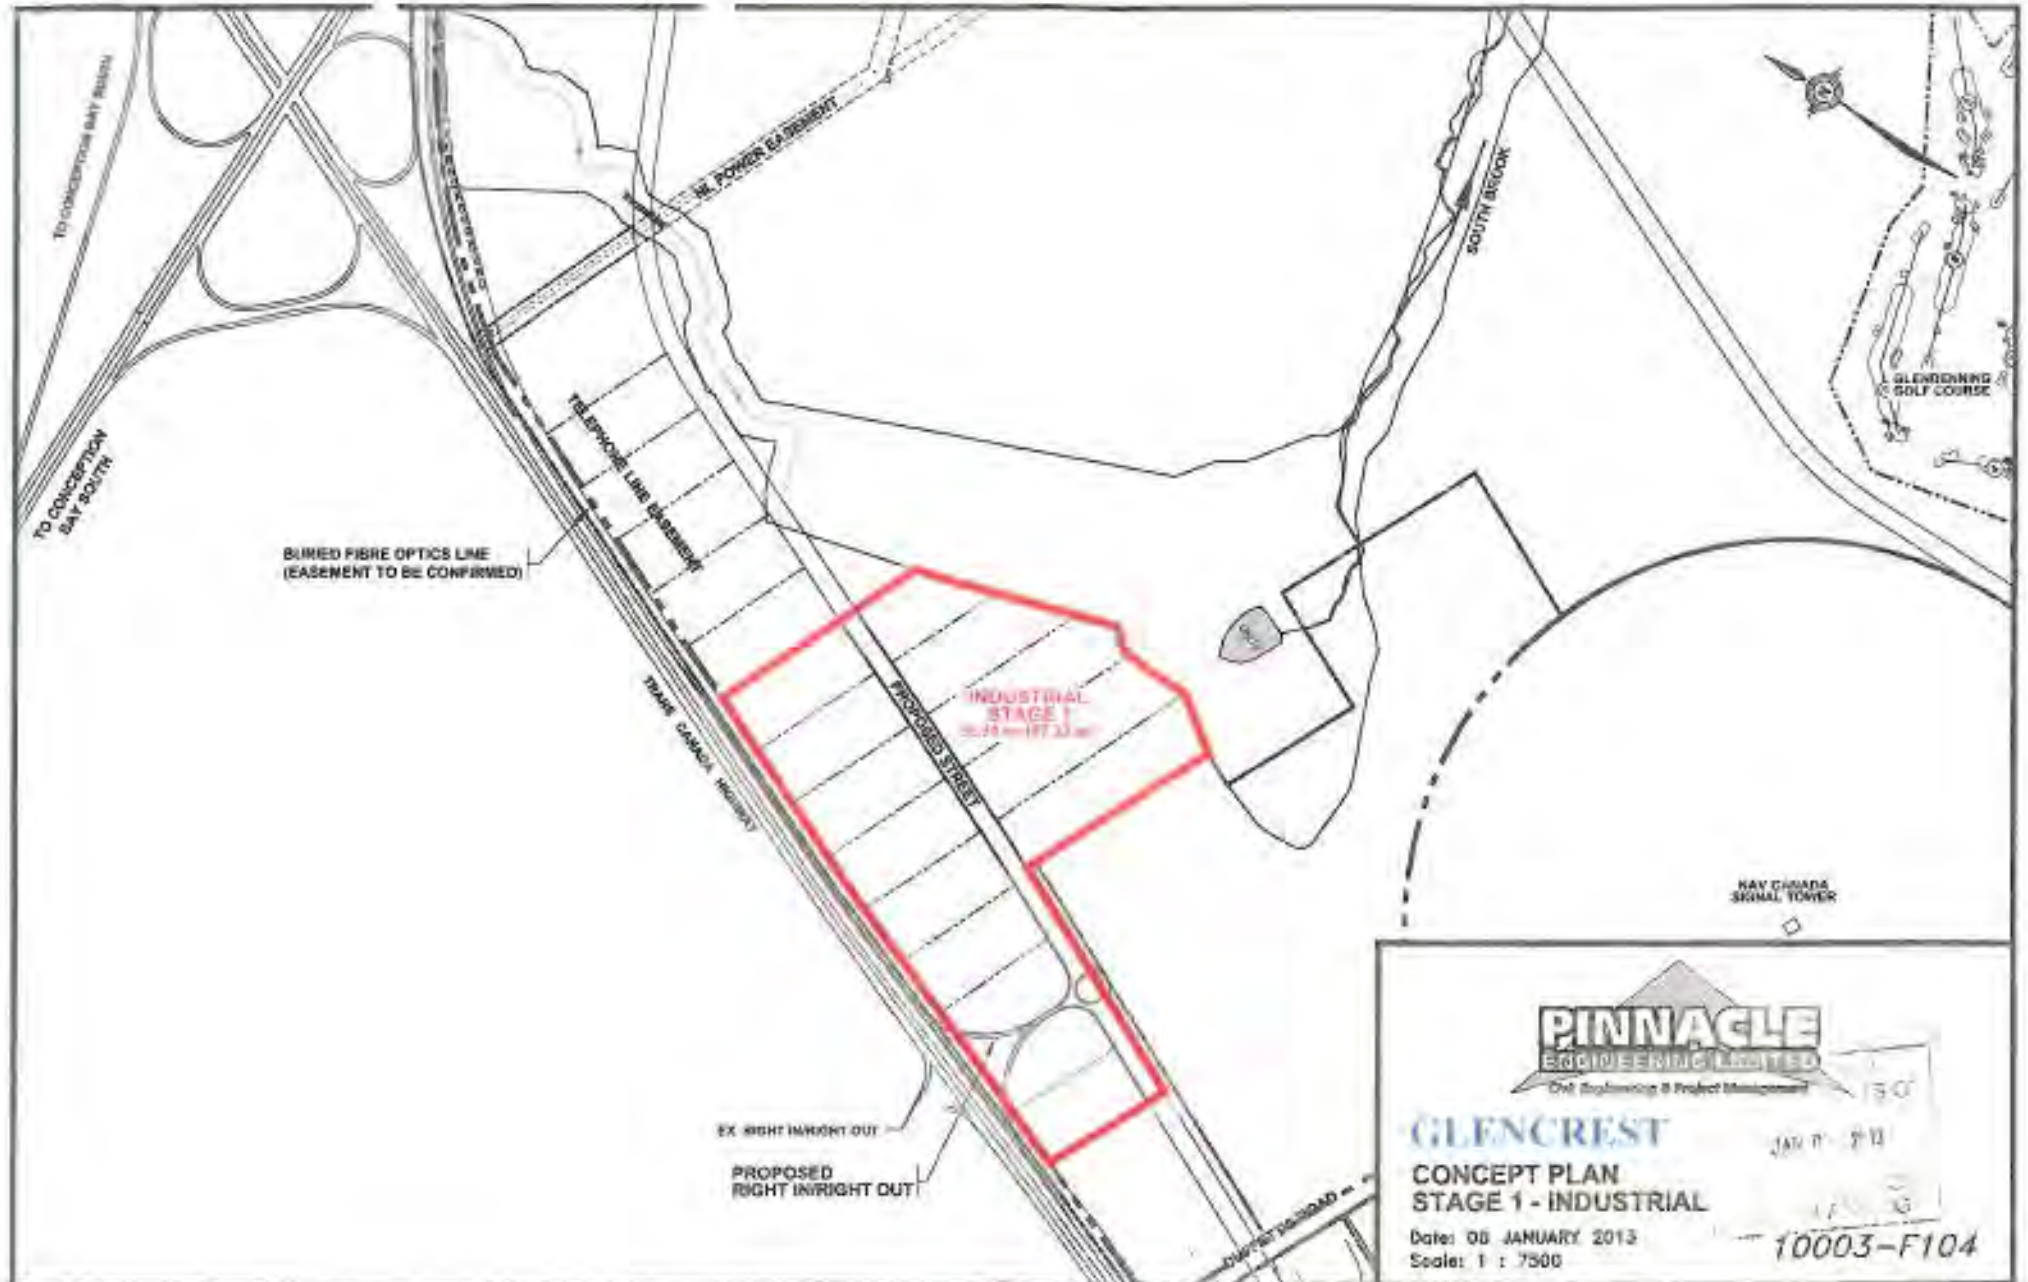 TO CONCEPTION BAY SOUTH
NL POWER EASEMENT
SOUTH BROOK
GLENDENNING
GOLF COURSE
TO CONCEPTION
BAY SOUTH
TELEPHONE LINE EASEMENT
BURIED FIBRE OPTICS LINE
(EASEMENT TO BE CONFIRMED)
TRANS CANADA HIGHWAY
PROPOSED STREET
INDUSTRIAL
STAGE 1
NAV CANADA
SIGNAL TOWER
EX RIGHT IN/RIGHT OUT
PROPOSED
RIGHT IN/RIGHT OUT
ROAD
PINNACLE
ENGINEERING LIMITED
Civil Engineering & Project Management
GLENCREST
CONCEPT PLAN
STAGE 1 - INDUSTRIAL
Date: 08 JANUARY 2013
Scale: 1 : 7500
10003-F104